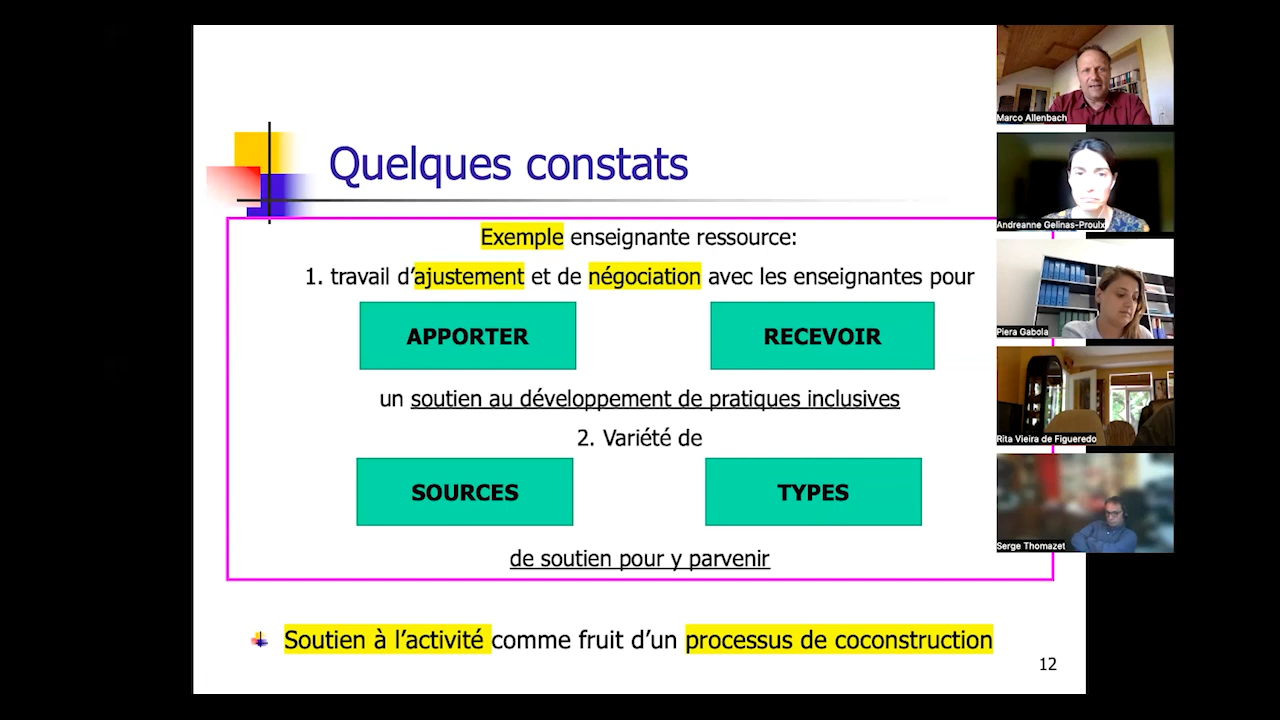 Quelques constats
Exemple enseignante ressource:
1. travail d’ajustement et de négociation avec les enseignantes pour
APPORTER
RECEVOIR
un soutien au développement de pratiques inclusives
2. Variété de
SOURCES
TYPES
de soutien pour y parvenir
Soutien à l’activité comme fruit d’un processus de coconstruction
12
Marco Allenbach
Andreanne Gelinas-Proulx
Piera Gabola
Rita Vieira de Figueredo
Serge Thomazet